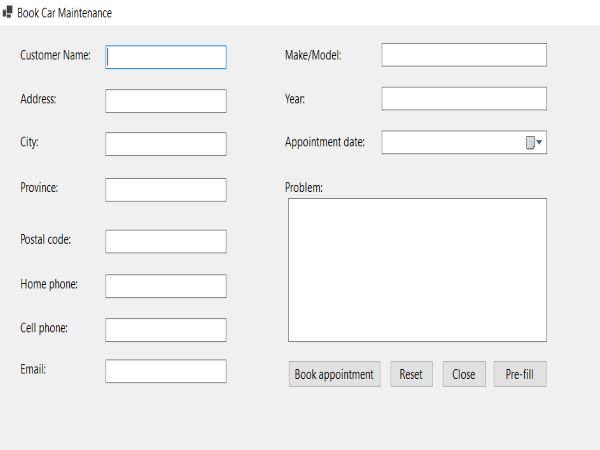 Book Car Maintenance
Customer Name:
Address:
City:
Province:
Postal code:
Home phone:
Cell phone:
Email:
Make/Model:
Year:
Appointment date:
Problem:
Book appointment
Reset
Close
Pre-fill